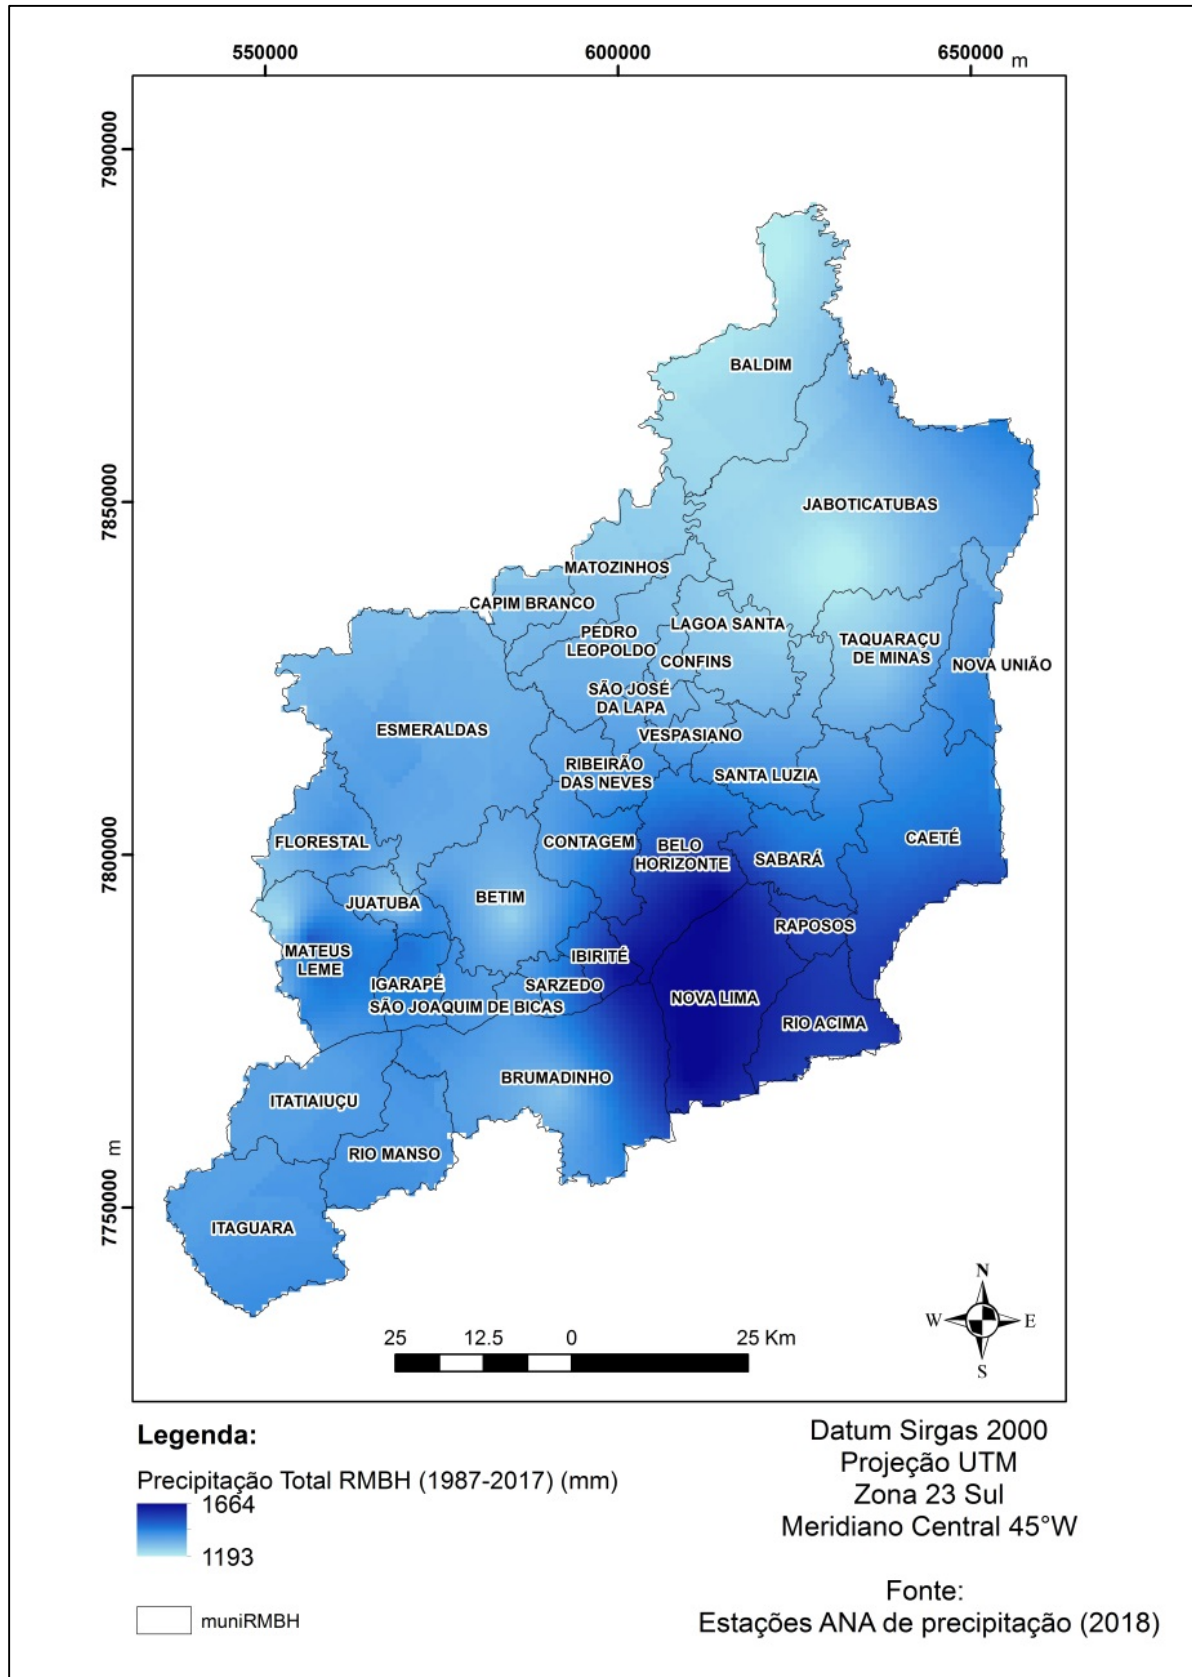 550000
600000
650000
m
7900000
7850000
7800000
7750000
m
BALDIM
JABOTICATUBAS
MATOZINHOS
CAPIM BRANCO
LAGOA SANTA
PEDRO
LEOPOLDO
TAQUARAÇU
DE MINAS
CONFINS
NOVA UNIÃO
SÃO JOSÉ
DA LAPA
ESMERALDAS
VESPASIANO
RIBEIRÃO
DAS NEVES
SANTA LUZIA
FLORESTAL
CONTAGEM
BELO
HORIZONTE
CAETÉ
SABARÁ
BETIM
JUATUBA
RAPOSOS
MATEUS
LEME
IBIRITÉ
IGARAPÉ
SARZEDO
NOVA LIMA
SÃO JOAQUIM DE BICAS
RIO ACIMA
BRUMADINHO
ITATIAIUÇU
RIO MANSO
ITAGUARA
N
W
E
S
25
12.5
0
25 Km
Legenda:
Precipitação Total RMBH (1987-2017) (mm)
1664
1193
muniRMBH
Datum Sirgas 2000
Projeção UTM
Zona 23 Sul
Meridiano Central 45°W
Fonte:
Estações ANA de precipitação (2018)